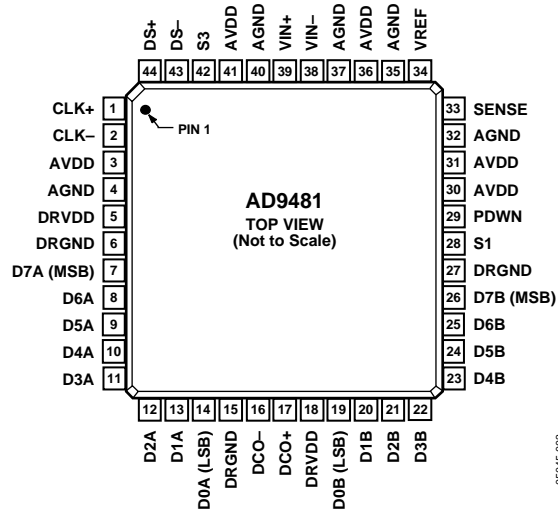 DS+
DS–
S3
AVDD
AGND
VIN+
VIN–
AGND
AVDD
AGND
VREF
44 43 42 41 40 39 38 37 36 35 34
CLK+ 1
CLK– 2
AVDD 3
AGND 4
DRVDD 5
DRGND 6
D7A (MSB) 7
D6A 8
D5A 9
D4A 10
D3A 11
PIN 1
AD9481
TOP VIEW
(Not to Scale)
33 SENSE
32 AGND
31 AVDD
30 AVDD
29 PDWN
28 S1
27 DRGND
26 D7B (MSB)
25 D6B
24 D5B
23 D4B
12 13 14 15 16 17 18 19 20 21 22
D2A
D1A
D0A (LSB)
DRGND
DCO–
DCO+
DRVDD
D0B (LSB)
D1B
D2B
D3B